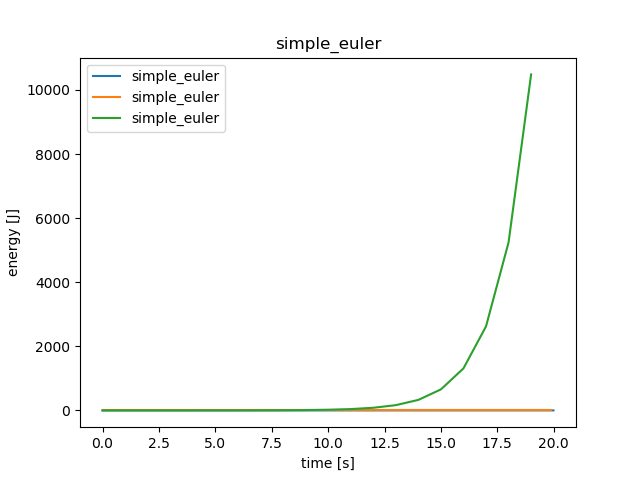 simple_euler
simple_euler
simple_euler
simple_euler
10000
8000
6000
4000
2000
0
energy [J]
0.0 2.5 5.0 7.5 10.0 12.5 15.0 17.5 20.0
time [s]